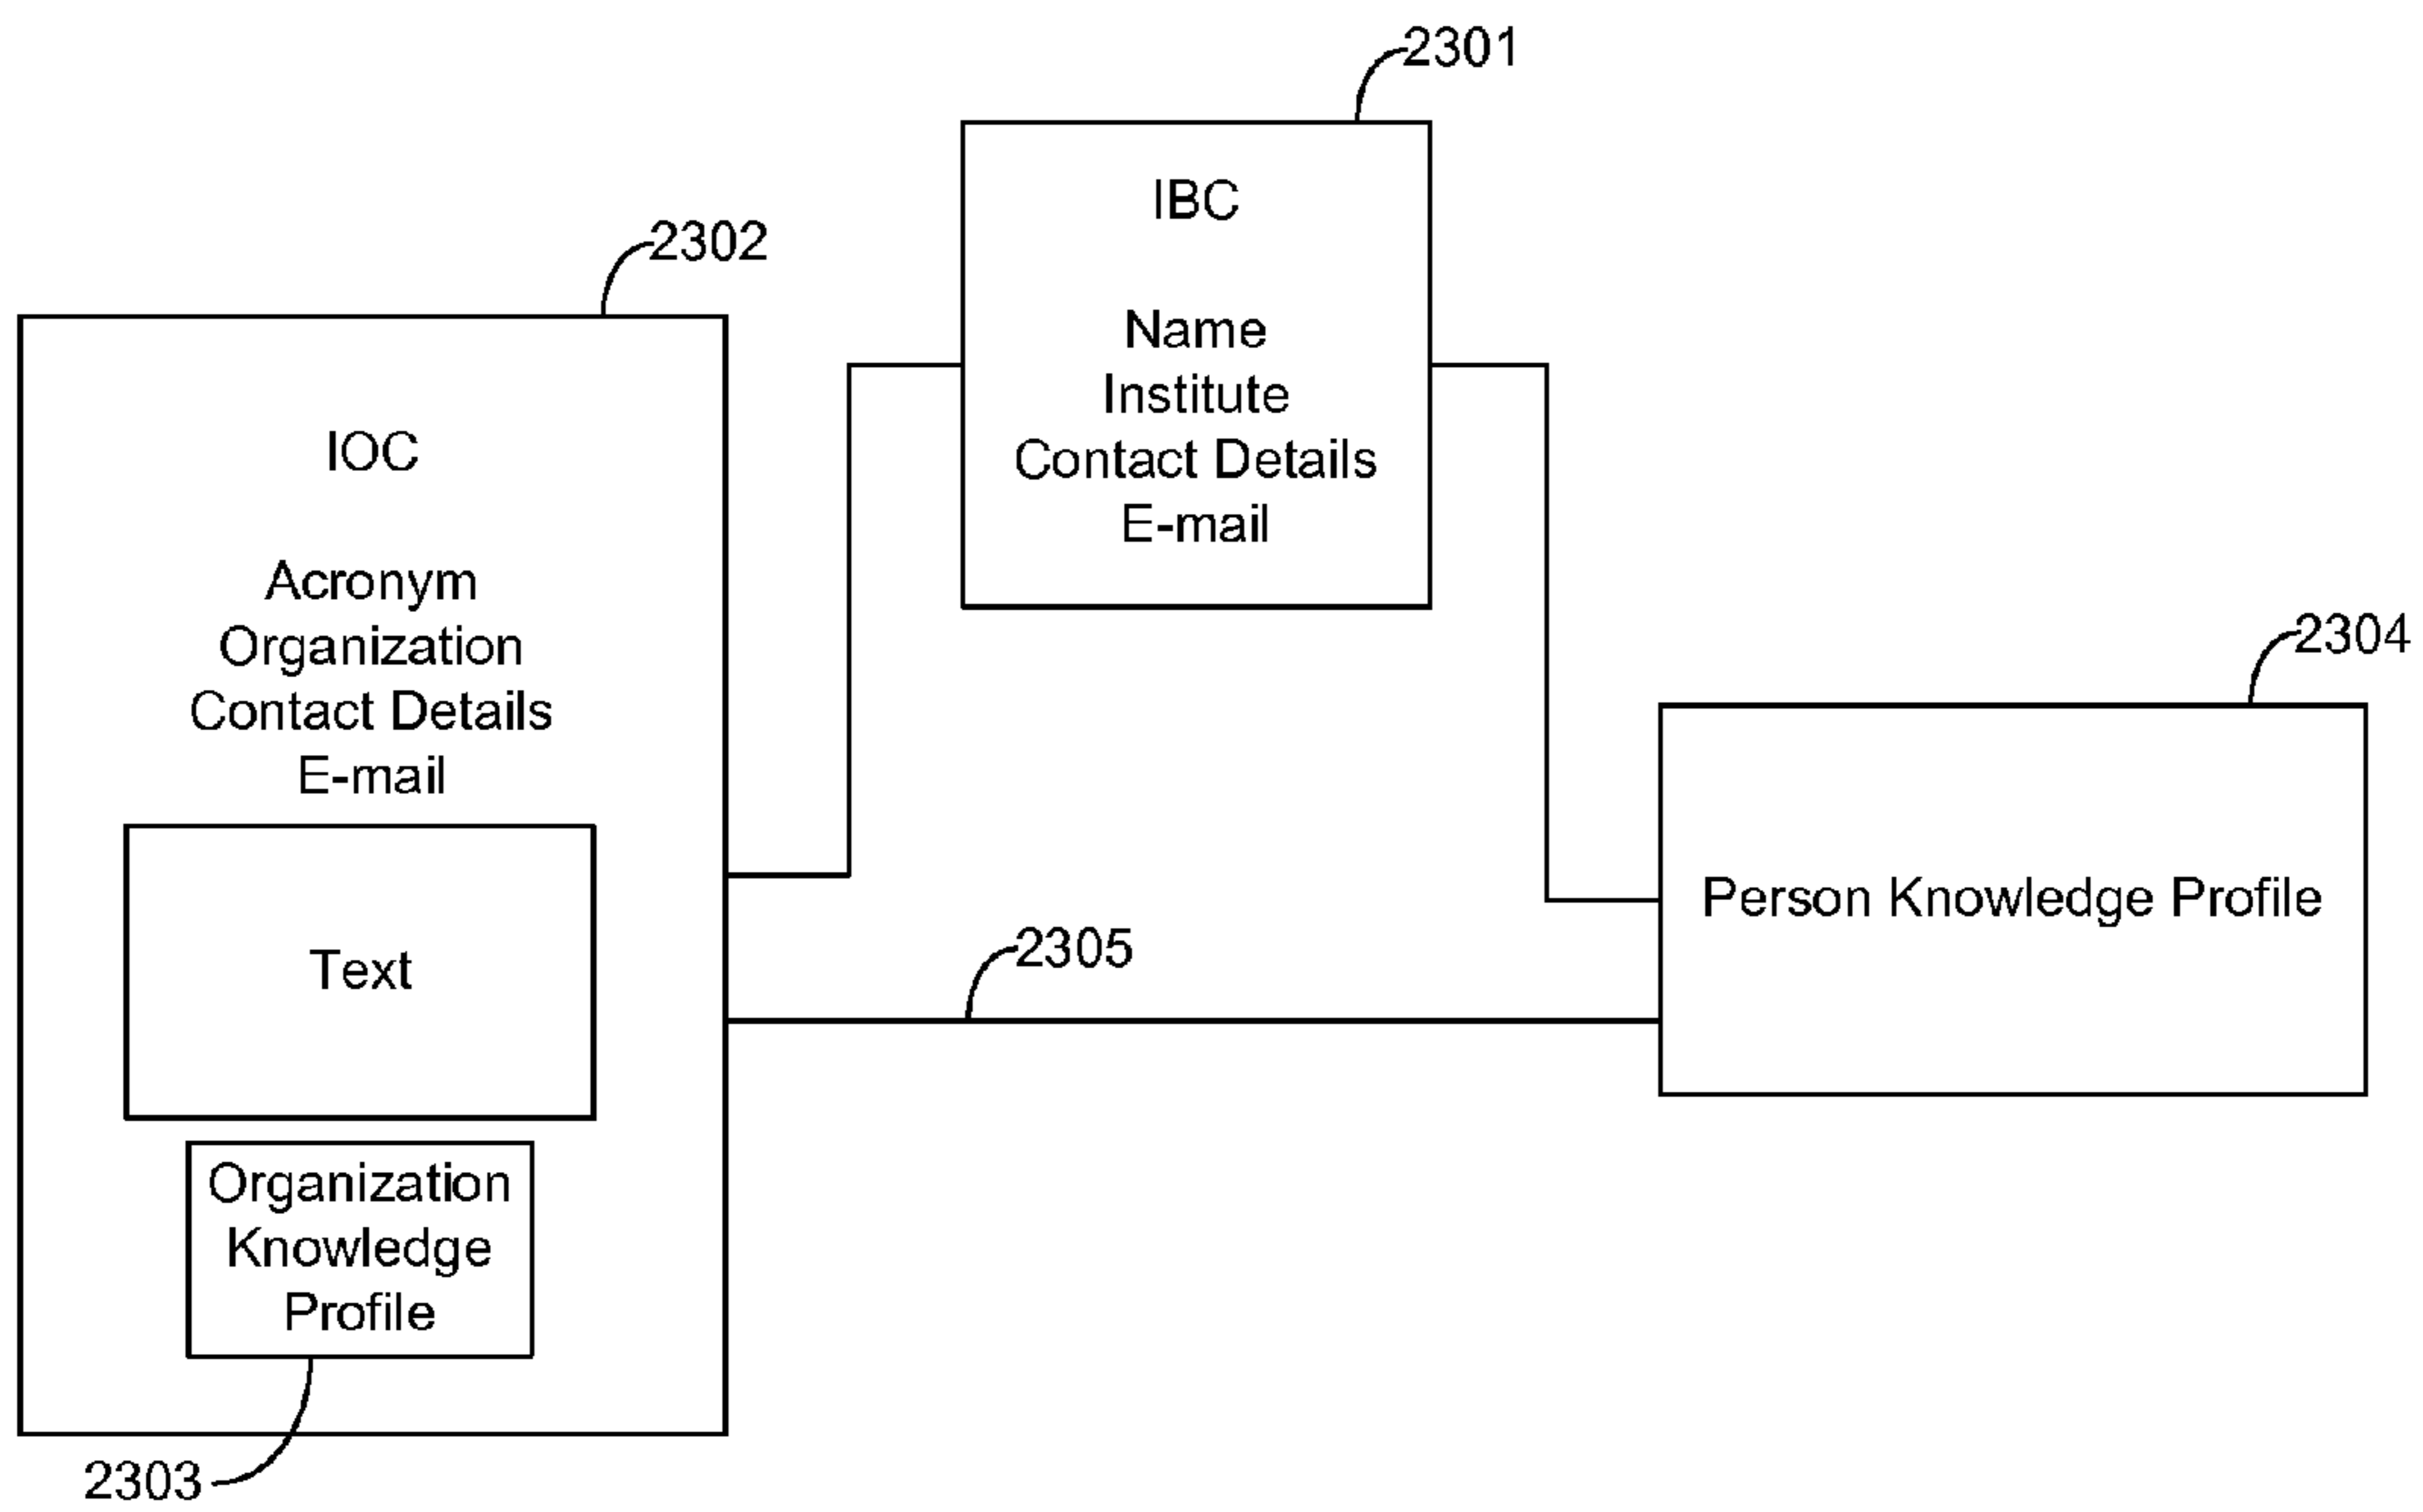 2301
IBC
Name
Institute
Contact Details
E-mail
2302
IOC
Acronym
Organization
Contact Details
E-mail
Text
Organization
Knowledge
Profile
2303
2304
Person Knowledge Profile
2305